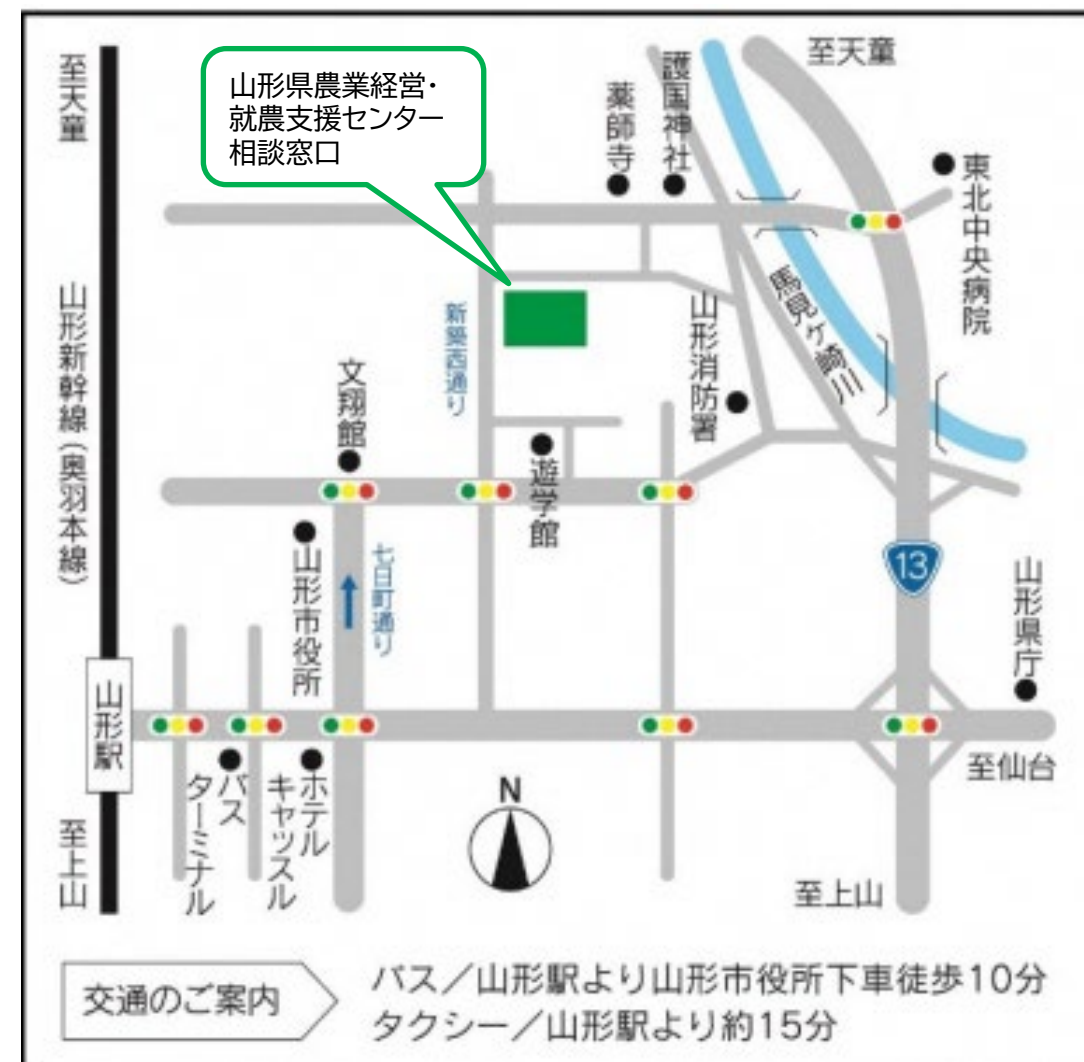 至天童
至天童
山形県農業経営・
就農支援センター
相談窓口
薬師寺
護国神社
東北中央病院
馬見ヶ崎川
山形新幹線（奥羽本線）
新築西通り
山形消防署
文翔館
遊学館
山形市役所
七日町通り
13
山形県庁
山形駅
至仙台
バス
ターミナル
ホテル
キャッスル
N
至上山
至上山
交通のご案内
バス／山形駅より山形市役所下車徒歩10分
タクシー／山形駅より約15分